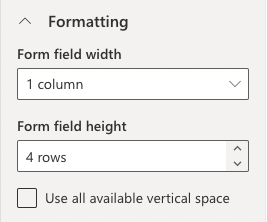 Formatting
Form field width
1 column
Form field height
4 rows
Use all available vertical space